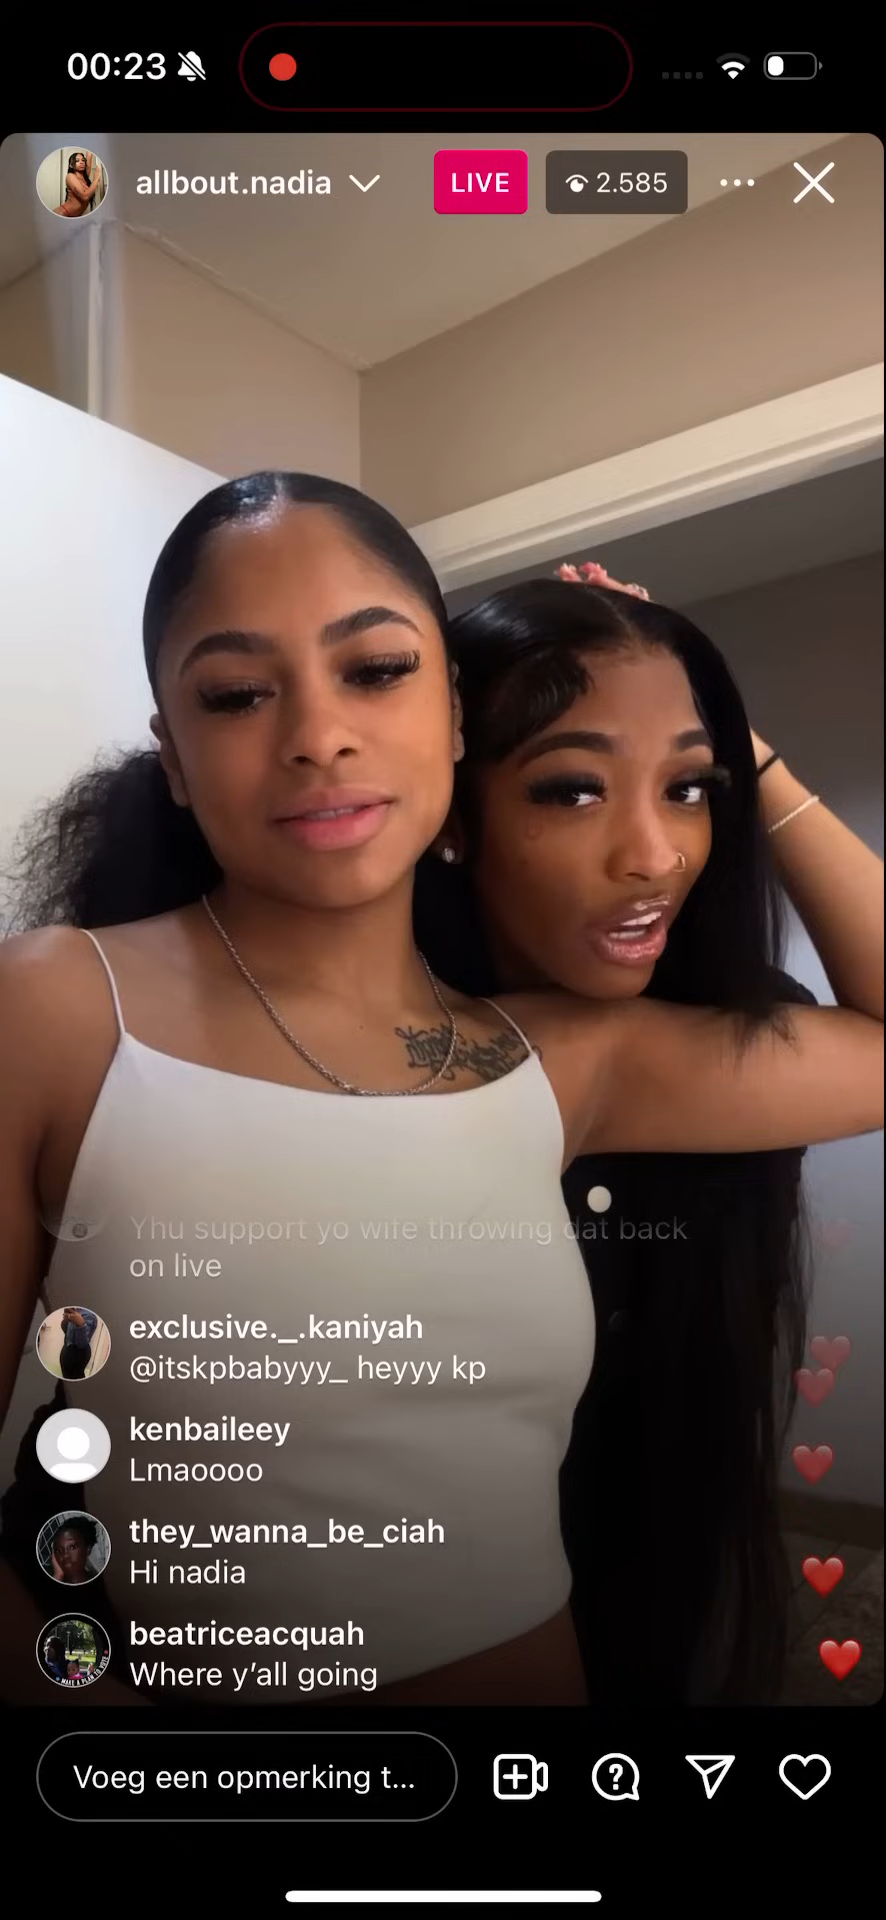 00:23
allbout.nadia
LIVE
2.585
Yhu support yo wife throwing dat back
on live
exclusive._.kaniyah
@itskpbabyyy_ heyyy kp
kenbaileey
Lmaoooo
they_wanna_be_ciah
Hi nadia
beatriceacquah
Where y’all going
Voeg een opmerking t...